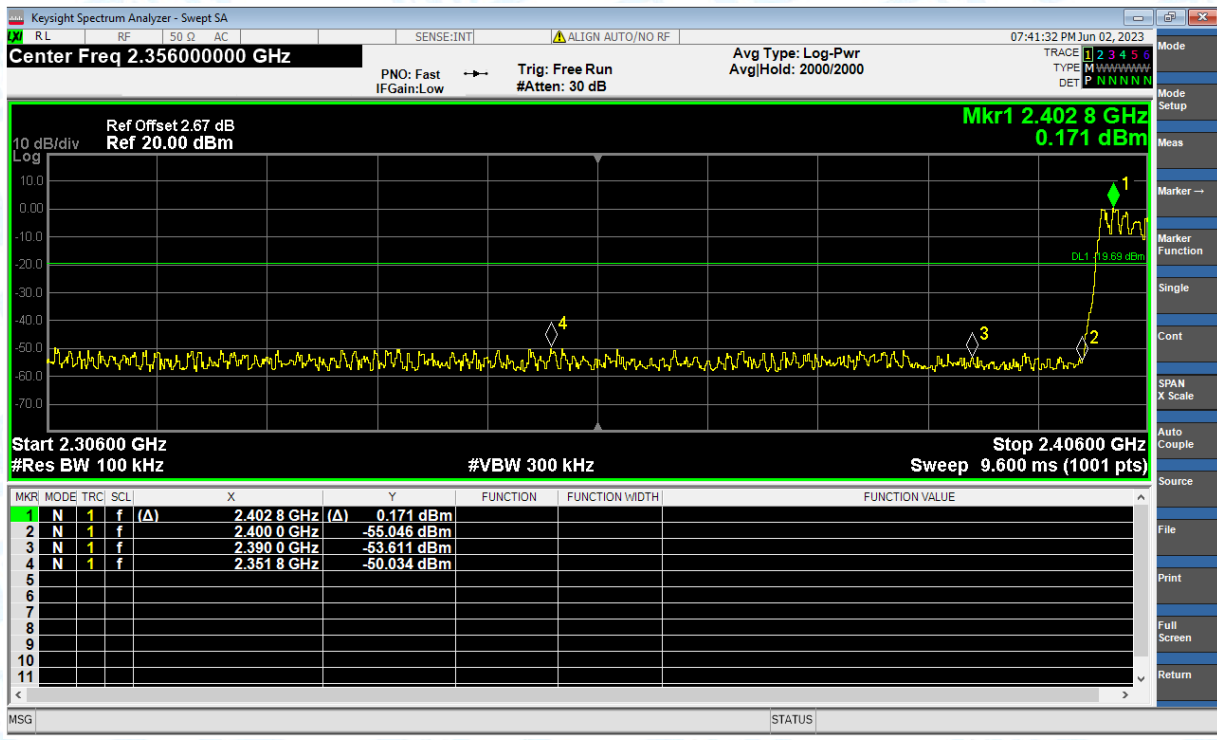 Keysight Spectrum Analyzer - Swept SA
LXI RL RF 50 Ω AC SENSE:INT ALIGN AUTO/NO RF 07:41:32 PM Jun 02, 2023
Center Freq 2.356000000 GHz
PNO: Fast
IFGain:Low
Trig: Free Run
#Atten: 30 dB
Avg Type: Log-Pwr
Avg|Hold: 2000/2000
TRACE 1 2 3 4 5 6
TYPE M WWWWW
DET P N N N N N
Mkr1 2.402 8 GHz
0.171 dBm
Ref Offset 2.67 dB
10 dB/div Ref 20.00 dBm
Log
10.0
0.00
-10.0
-20.0
-30.0
-40.0
-50.0
-60.0
-70.0
1
DL1 -19.69 dBm
4
3
2
Start 2.30600 GHz Stop 2.40600 GHz
#Res BW 100 kHz #VBW 300 kHz Sweep 9.600 ms (1001 pts)
MKR MODE TRC SCL X Y FUNCTION FUNCTION WIDTH FUNCTION VALUE
1 N 1 f (Δ) 2.402 8 GHz (Δ) 0.171 dBm
2 N 1 f 2.400 0 GHz -55.046 dBm
3 N 1 f 2.390 0 GHz -53.611 dBm
4 N 1 f 2.351 8 GHz -50.034 dBm
5
6
7
8
9
10
11
MSG STATUS
Mode
Mode
Setup
Meas
Marker →
Marker
Function
Single
Cont
SPAN
X Scale
Auto
Couple
Source
File
Print
Full
Screen
Return